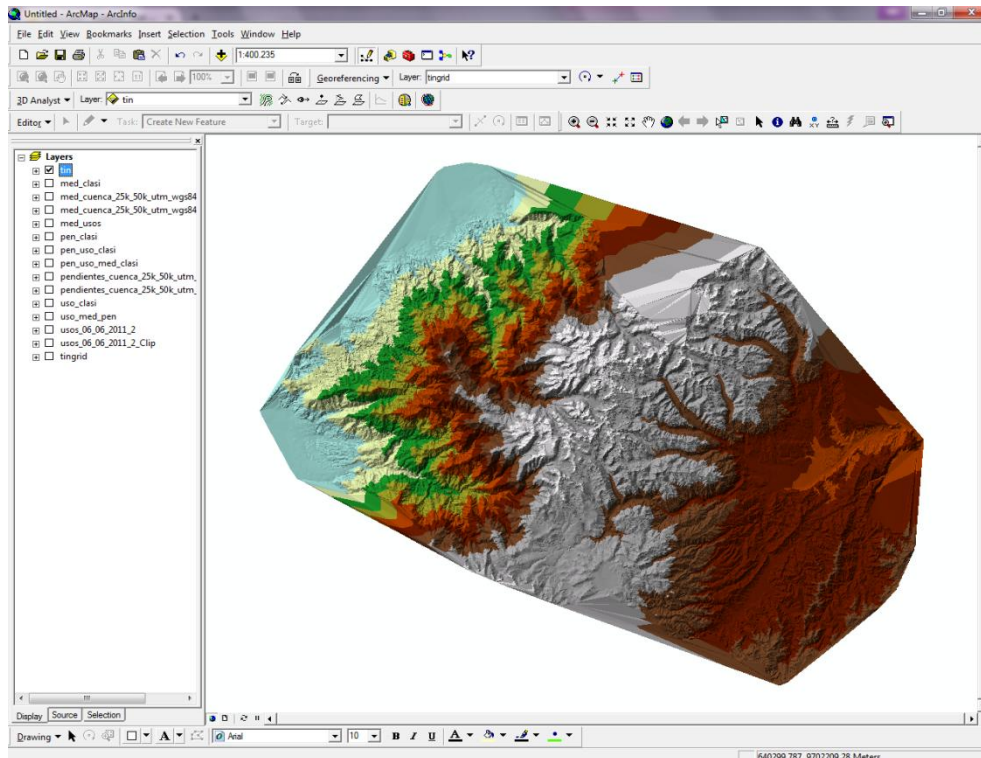 Untitled - ArcMap - ArcInfo
File Edit View Bookmarks Insert Selection Tools Window Help
1:400.235
100% Georeferencing Layer: tingrid
3D Analyst Layer: tin
Editor Task: Create New Feature Target:
Layers
tin
med_clasi
med_cuenca_25k_50k_utm_wgs84
med_cuenca_25k_50k_utm_wgs84
med_usos
pen_clasi
pen_uso_clasi
pen_uso_med_clasi
pendientes_cuenca_25k_50k_utm_
pendientes_cuenca_25k_50k_utm_
uso_clasi
uso_med_pen
usos_06_06_2011_2
usos_06_06_2011_2_Clip
tingrid
Display Source Selection
Drawing A Arial 10 B I U A
640299,787 9702209,28 Meters